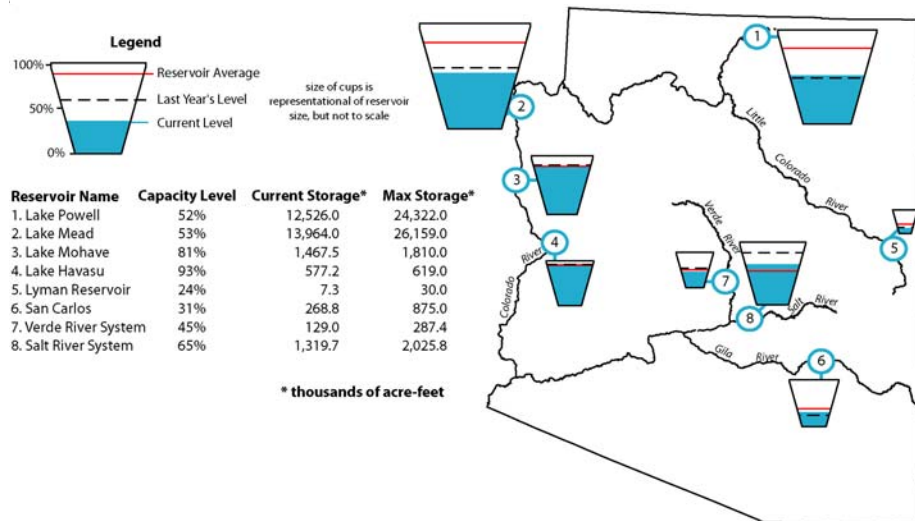 Legend
100%
50%
0%
Reservoir Average
Last Year's Level
Current Level
size of cups is
representational of reservoir
size, but not to scale
Reservoir Name Capacity Level Current Storage* Max Storage*
1. Lake Powell 52% 12,526.0 24,322.0
2. Lake Mead 53% 13,964.0 26,159.0
3. Lake Mohave 81% 1,467.5 1,810.0
4. Lake Havasu 93% 577.2 619.0
5. Lyman Reservoir 24% 7.3 30.0
6. San Carlos 31% 268.8 875.0
7. Verde River System 45% 129.0 287.4
8. Salt River System 65% 1,319.7 2,025.8
* thousands of acre-feet
1
2
3
4
5
6
7
8
Little Colorado River
Verde River
Colorado River
Salt River
Gila River